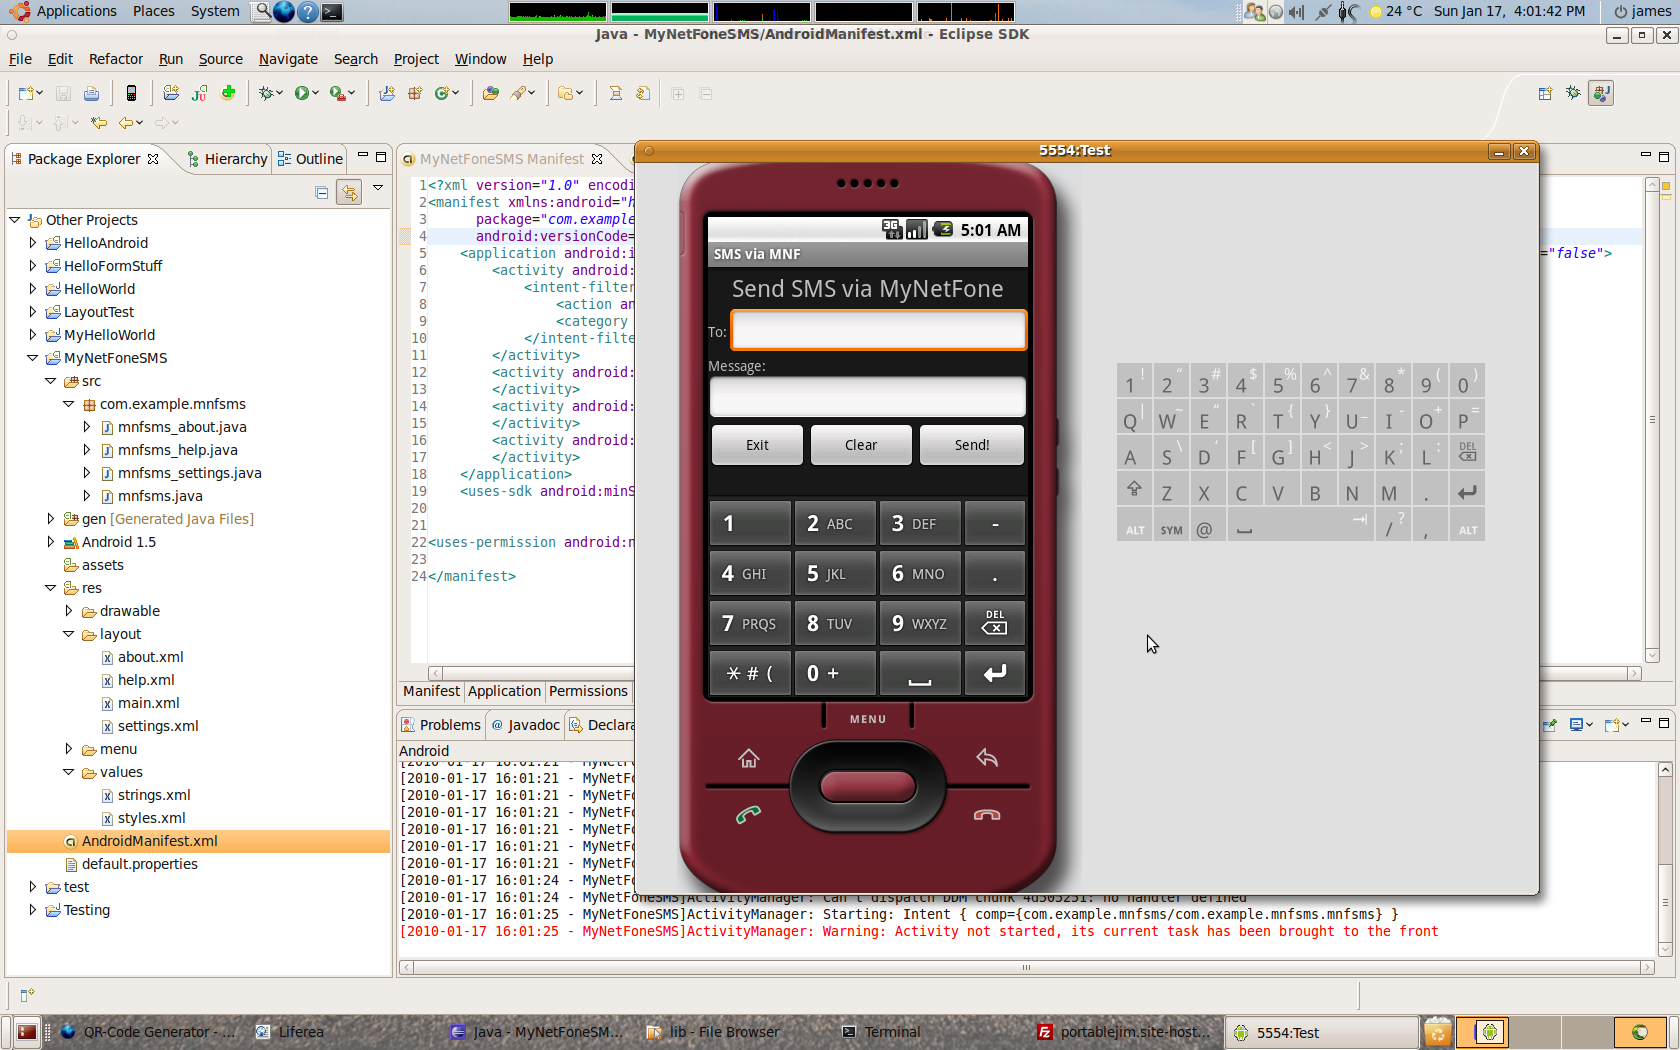 Applications Places System
24 °C Sun Jan 17, 4:01:42 PM james
Java - MyNetFoneSMS/AndroidManifest.xml - Eclipse SDK
File Edit Refactor Run Source Navigate Search Project Window Help
Package Explorer Hierarchy Outline
Other Projects
HelloAndroid
HelloFormStuff
HelloWorld
LayoutTest
MyHelloWorld
MyNetFoneSMS
src
com.example.mnfsms
mnfsms_about.java
mnfsms_help.java
mnfsms_settings.java
mnfsms.java
gen [Generated Java Files]
Android 1.5
assets
res
drawable
layout
about.xml
help.xml
main.xml
settings.xml
menu
values
strings.xml
styles.xml
AndroidManifest.xml
default.properties
test
Testing
MyNetFoneSMS Manifest
1 <?xml version="1.0" encodi
2 <manifest xmlns:android="h
3 package="com.example
4 android:versionCode=
5 <application android:i ="false">
6 <activity android:
7 <intent-filter
8 <action an
9 <category
10 </intent-filte
11 </activity>
12 <activity android:
13 </activity>
14 <activity android:
15 </activity>
16 <activity android:
17 </activity>
18 </application>
19 <uses-sdk android:minS
20
21
22 <uses-permission android:n
23
24 </manifest>
Manifest Application Permissions
Problems @ Javadoc Declara
Android
[2010-01-17 16:01:21 - MyNetFo
[2010-01-17 16:01:21 - MyNetFo
[2010-01-17 16:01:21 - MyNetFo
[2010-01-17 16:01:21 - MyNetFo
[2010-01-17 16:01:21 - MyNetFo
[2010-01-17 16:01:21 - MyNetFo
[2010-01-17 16:01:21 - MyNetFo
[2010-01-17 16:01:24 - MyNetFo
[2010-01-17 16:01:24 - MyNetFoneSMS]ActivityManager: Can't dispatch DDM chunk 4d505251: no handler defined
[2010-01-17 16:01:25 - MyNetFoneSMS]ActivityManager: Starting: Intent { comp={com.example.mnfsms/com.example.mnfsms.mnfsms} }
[2010-01-17 16:01:25 - MyNetFoneSMS]ActivityManager: Warning: Activity not started, its current task has been brought to the front
5554:Test
3G 5:01 AM
SMS via MNF
Send SMS via MyNetFone
To:
Message:
Exit Clear Send!
1 2 ABC 3 DEF -
4 GHI 5 JKL 6 MNO .
7 PRQS 8 TUV 9 WXYZ DEL
* # ( 0 +
MENU
1 ! 2 " 3 # 4 $ 5 % 6 ^ 7 & 8 * 9 ( 0 )
Q | W ~ E “ R ` T { Y } U _ I - O + P =
A S \ D ' F [ G ] H < J > K ; L : DEL
Z X C V B N M .
ALT SYM @ / ? , ALT
QR-Code Generator - ... Liferea Java - MyNetFoneSM... lib - File Browser Terminal portablejim.site-host... 5554:Test